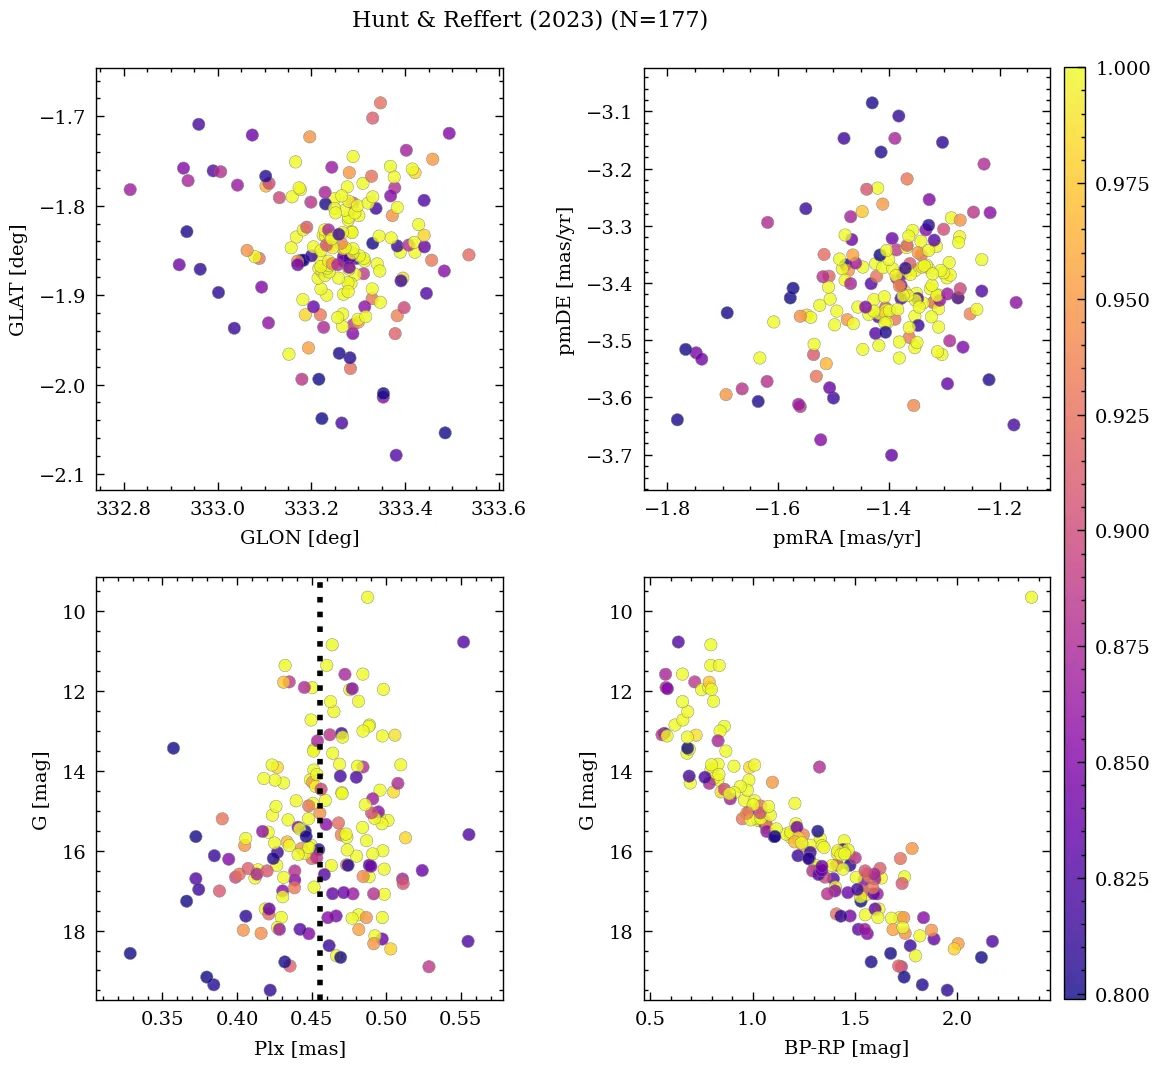 Hunt & Reffert (2023) (N=177)
−1.7
−1.8
−1.9
−2.0
−2.1
GLAT [deg]
332.8 333.0 333.2 333.4 333.6
GLON [deg]
−3.1
−3.2
−3.3
−3.4
−3.5
−3.6
−3.7
pmDE [mas/yr]
−1.8 −1.6 −1.4 −1.2
pmRA [mas/yr]
10
12
14
16
18
G [mag]
0.35 0.40 0.45 0.50 0.55
Plx [mas]
10
12
14
16
18
G [mag]
0.5 1.0 1.5 2.0
BP-RP [mag]
1.000
0.975
0.950
0.925
0.900
0.875
0.850
0.825
0.800